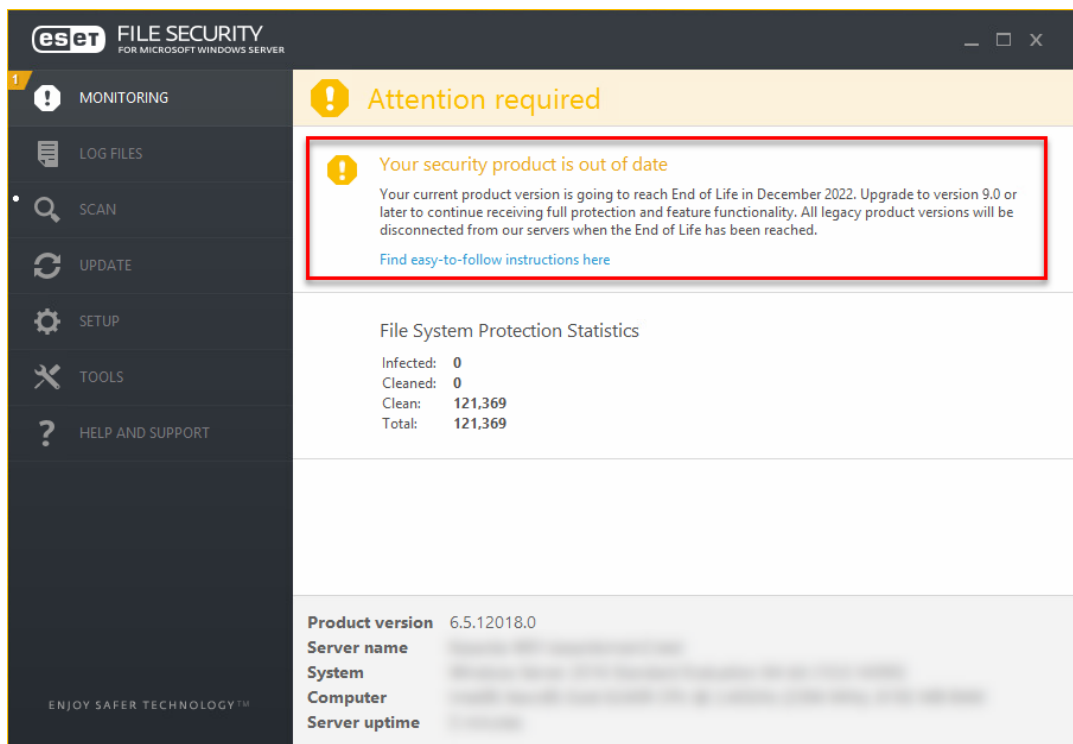 eset FILE SECURITY
FOR MICROSOFT WINDOWS SERVER
1
MONITORING
LOG FILES
SCAN
UPDATE
SETUP
TOOLS
HELP AND SUPPORT
ENJOY SAFER TECHNOLOGY™
Attention required
Your security product is out of date
Your current product version is going to reach End of Life in December 2022. Upgrade to version 9.0 or
later to continue receiving full protection and feature functionality. All legacy product versions will be
disconnected from our servers when the End of Life has been reached.
Find easy-to-follow instructions here
File System Protection Statistics
Infected: 0
Cleaned: 0
Clean: 121,369
Total: 121,369
Product version 6.5.12018.0
Server name
System
Computer
Server uptime